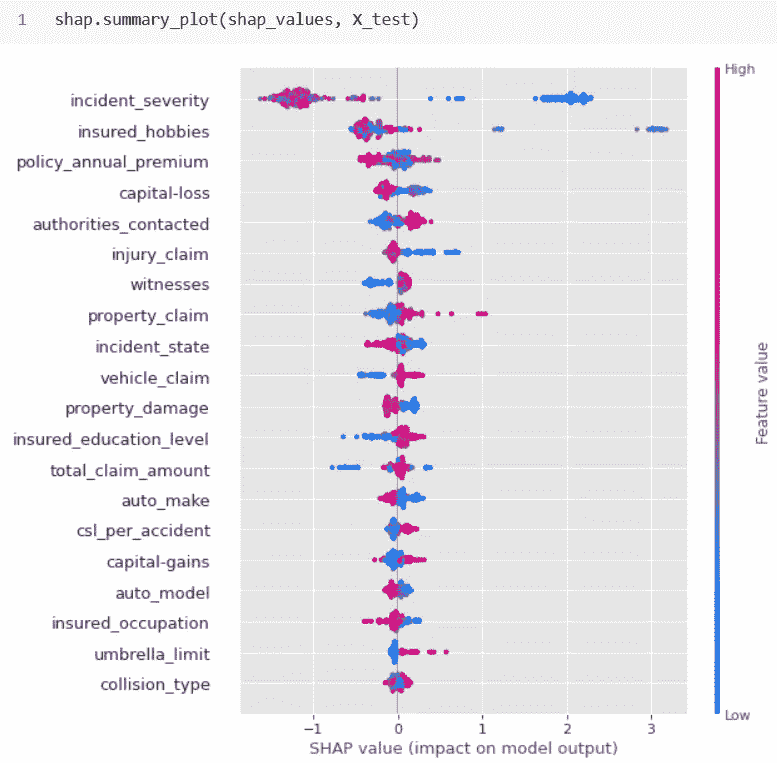 1 shap.summary_plot(shap_values, X_test)
High
incident_severity
insured_hobbies
policy_annual_premium
capital-loss
authorities_contacted
injury_claim
witnesses
property_claim
incident_state
vehicle_claim
property_damage
insured_education_level
total_claim_amount
auto_make
csl_per_accident
capital-gains
auto_model
insured_occupation
umbrella_limit
collision_type
Feature value
Low
−1 0 1 2 3
SHAP value (impact on model output)